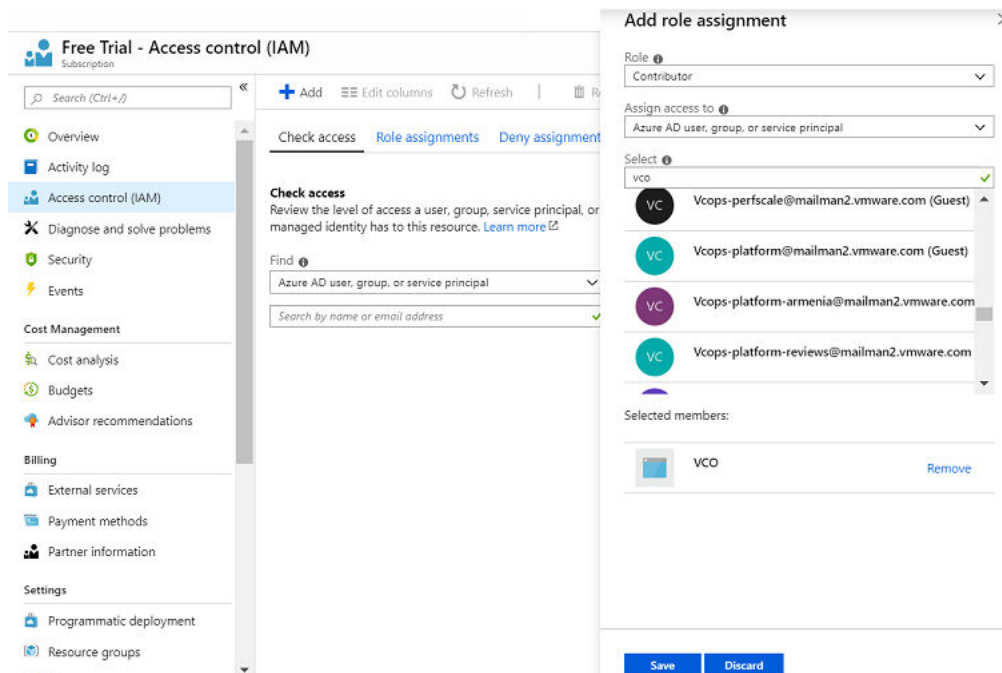 Free Trial - Access control (IAM)
Subscription
Search (Ctrl+/)
«
Overview
Activity log
Access control (IAM)
Diagnose and solve problems
Security
Events
Cost Management
Cost analysis
Budgets
Advisor recommendations
Billing
External services
Payment methods
Partner information
Settings
Programmatic deployment
Resource groups
Add
Edit columns
Refresh
Check access
Role assignments
Deny assignment
Check access
Review the level of access a user, group, service principal, or
managed identity has to this resource. Learn more
Find
Azure AD user, group, or service principal
Search by name or email address
Add role assignment
Role
Contributor
Assign access to
Azure AD user, group, or service principal
Select
vco
VC
Vcops-perfscale@mailman2.vmware.com (Guest)
VC
Vcops-platform@mailman2.vmware.com (Guest)
VC
Vcops-platform-armenia@mailman2.vmware.com
VC
Vcops-platform-reviews@mailman2.vmware.com
Selected members:
VCO
Remove
Save
Discard